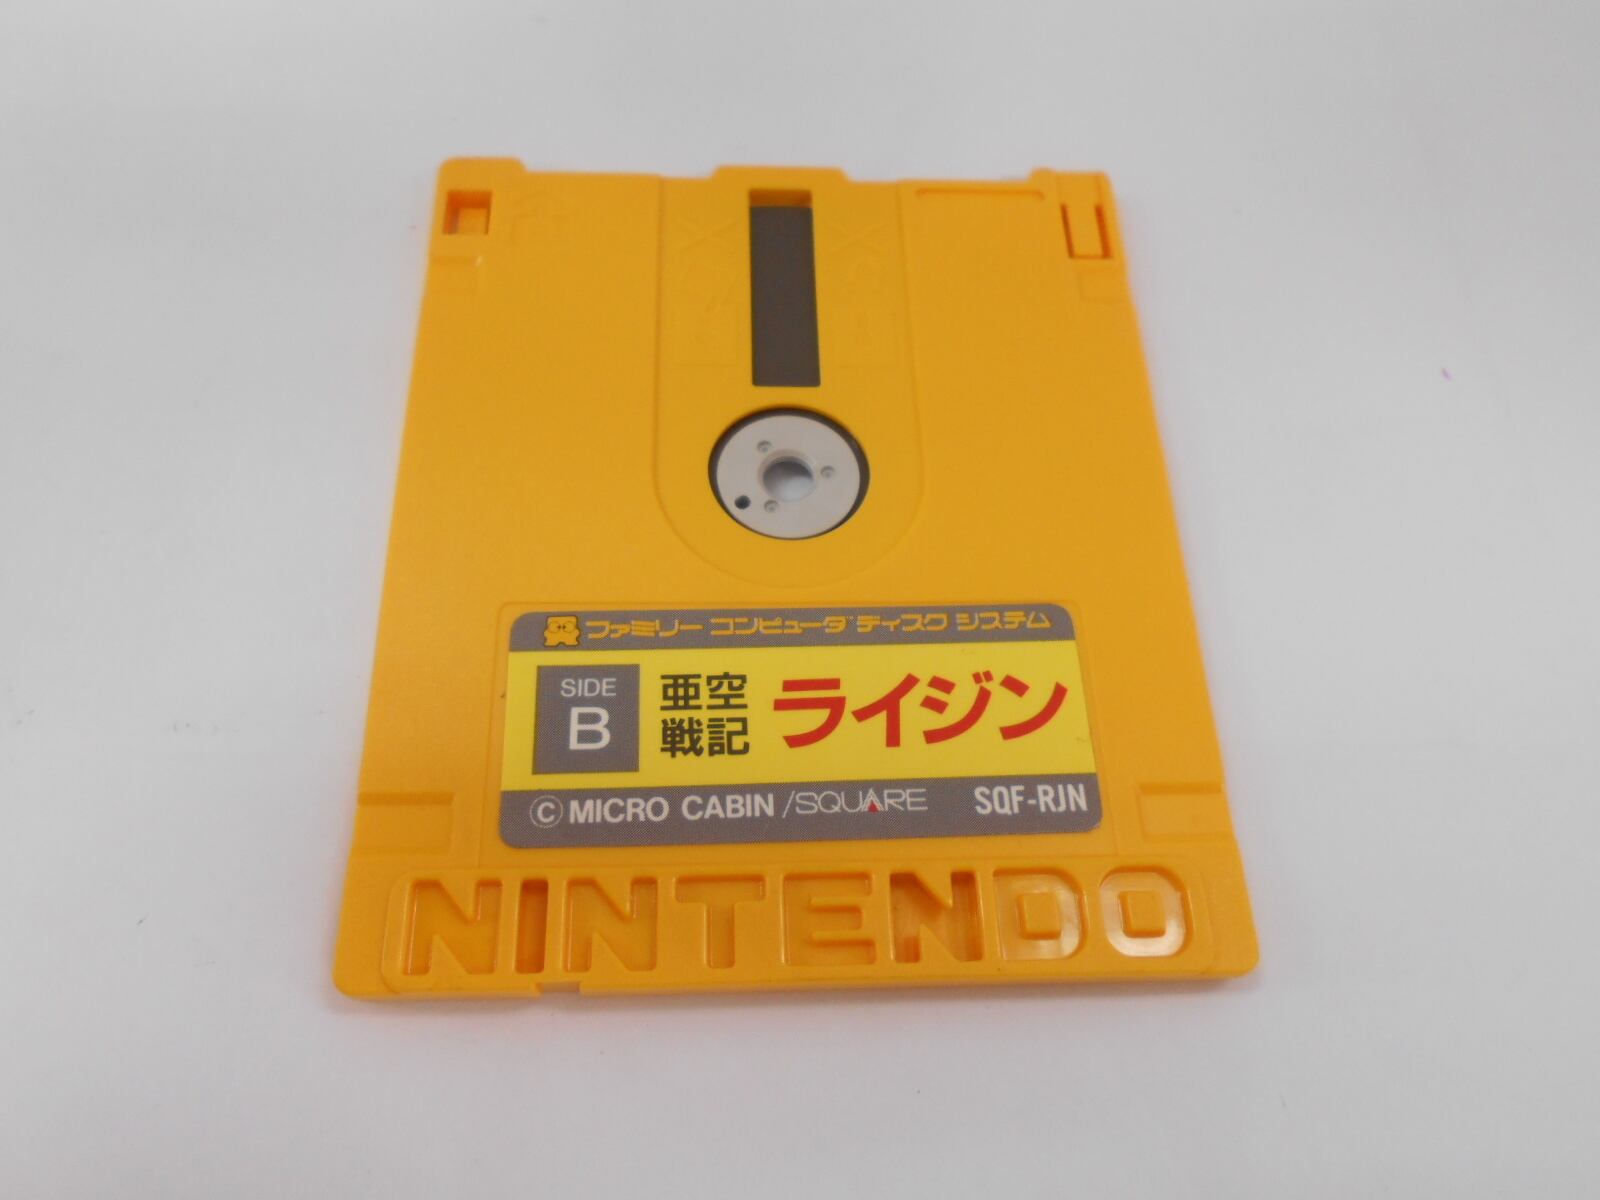 ファミリー コンピュータ ディスク システム
SIDE
B
亜空
戦記
ライジン
© MICRO CABIN /SQUARE SQF-RJN
NINTENDO